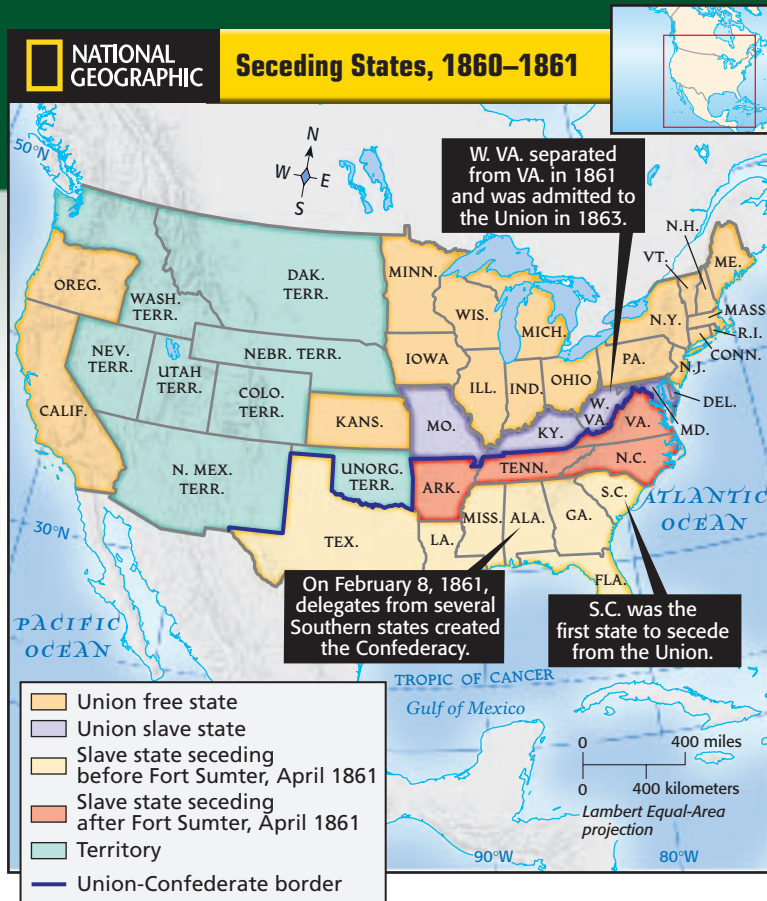 NATIONAL
GEOGRAPHIC
Seceding States, 1860–1861
50°N
N
W
E
S
W. VA. separated
from VA. in 1861
and was admitted to
the Union in 1863.
N.H.
VT.
ME.
OREG.
WASH.
TERR.
DAK.
TERR.
MINN.
WIS.
MICH.
N.Y.
MASS.
R.I.
CONN.
NEV.
TERR.
UTAH
TERR.
NEBR. TERR.
IOWA
ILL.
IND.
OHIO
PA.
N.J.
CALIF.
COLO.
TERR.
KANS.
MO.
KY.
W.
VA.
VA.
DEL.
MD.
N. MEX.
TERR.
UNORG.
TERR.
ARK.
TENN.
N.C.
S.C.
ATLANTIC
OCEAN
30°N
TEX.
LA.
MISS.
ALA.
GA.
FLA.
PACIFIC
OCEAN
On February 8, 1861,
delegates from several
Southern states created
the Confederacy.
S.C. was the
first state to secede
from the Union.
TROPIC OF CANCER
Gulf of Mexico
Union free state
Union slave state
Slave state seceding
before Fort Sumter, April 1861
Slave state seceding
after Fort Sumter, April 1861
Territory
Union-Confederate border
0
400 miles
0
400 kilometers
Lambert Equal-Area
projection
90°W
80°W